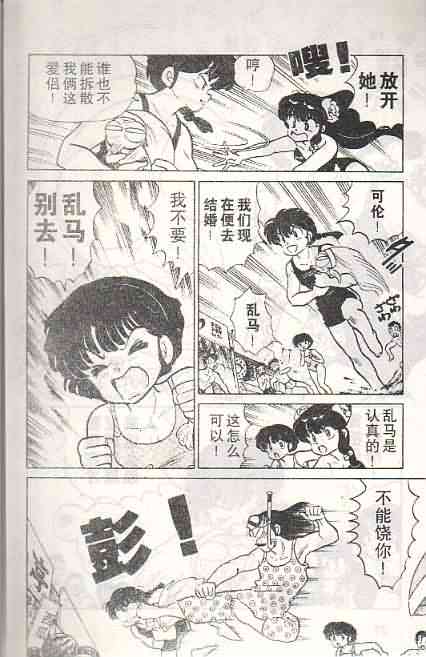 放开
她！
嗖！
哼！
谁也不
能拆散
我俩这
爱侣！
可伦！
我们现
在便去
结婚！
乱马！
我不要！
乱马！
别去！
乱马是
认真的！
这怎么
可以！
不能饶你！
彭！